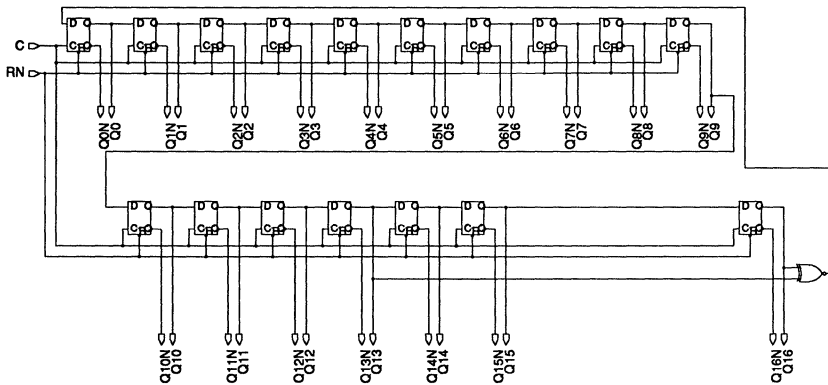 D Q D Q D Q D Q D Q D Q D Q D Q D Q D Q
C
C C C C C C C C C C
RN
Q0N Q0 Q1N Q1 Q2N Q2 Q3N Q3 Q4N Q4 Q5N Q5 Q6N Q6 Q7N Q7 Q8N Q8 Q9N Q9
D Q D Q D Q D Q D Q D Q D Q
C C C C C C C
Q10N Q10 Q11N Q11 Q12N Q12 Q13N Q13 Q14N Q14 Q15N Q15 Q16N Q16